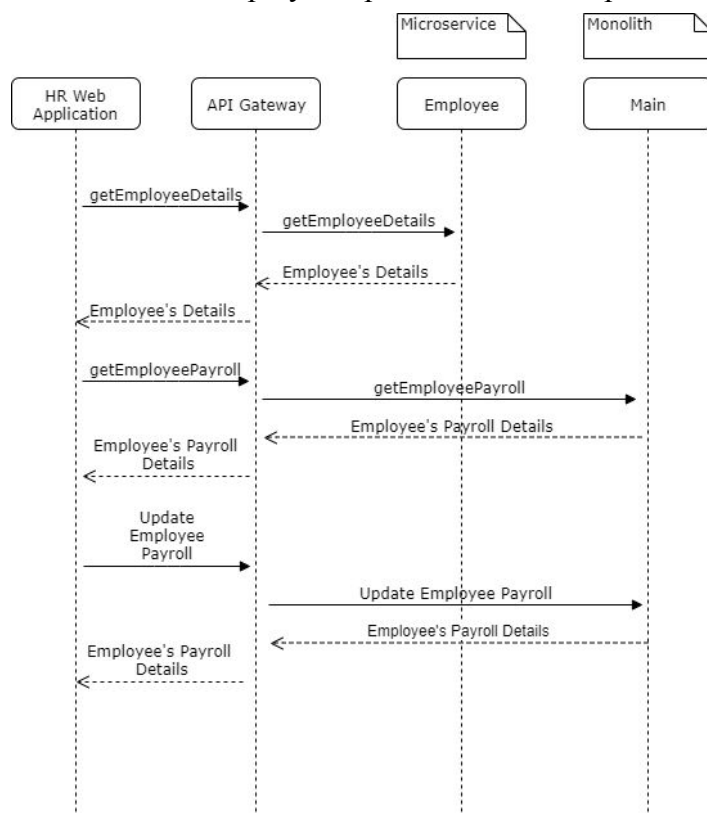 Microservice
Monolith
HR Web
Application
API Gateway
Employee
Main
getEmployeeDetails
getEmployeeDetails
Employee's Details
Employee's Details
getEmployeePayroll
getEmployeePayroll
Employee's Payroll Details
Employee's Payroll
Details
Update
Employee
Payroll
Update Employee Payroll
Employee's Payroll Details
Employee's Payroll
Details